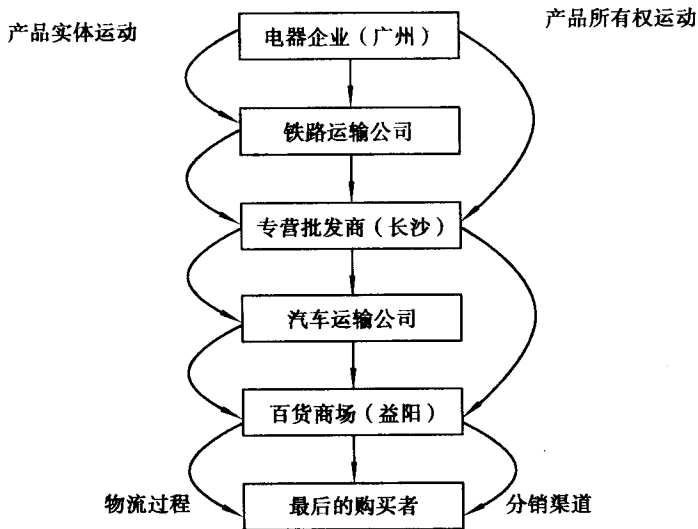 产品实体运动
电器企业（广州）
产品所有权运动
铁路运输公司
专营批发商（长沙）
汽车运输公司
百货商场（益阳）
物流过程
最后的购买者
分销渠道